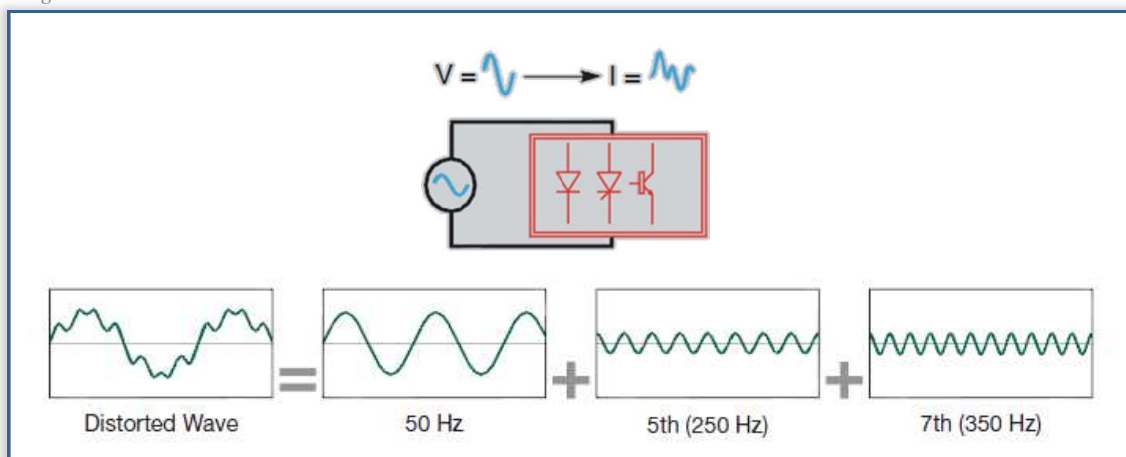 V = I =
= + +
Distorted Wave 50 Hz 5th (250 Hz) 7th (350 Hz)